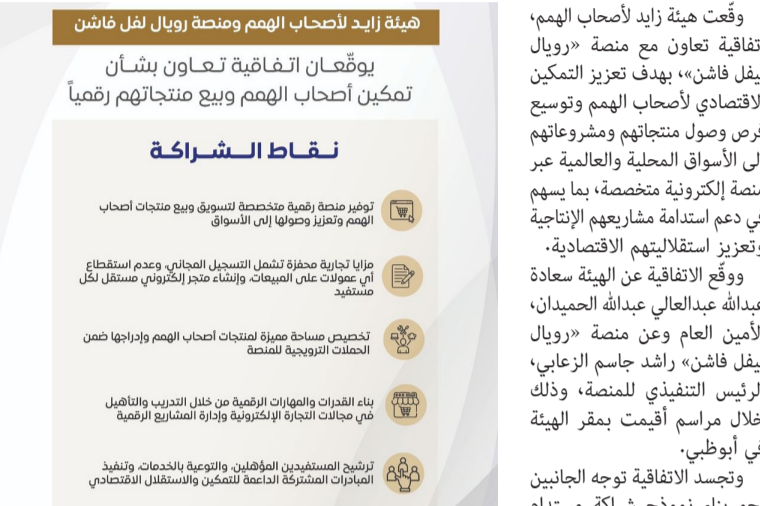 وقّعت هيئة زايد لأصحاب الهمم،
اتفاقية تعاون مع منصة «رويال
ليفل فاشن»، بهدف تعزيز التمكين
الاقتصادي لأصحاب الهمم وتوسيع
فرص وصول منتجاتهم ومشروعاتهم
إلى الأسواق المحلية والعالمية عبر
منصة إلكترونية متخصصة، بما يسهم
في دعم استدامة مشاريعهم الإنتاجية
وتعزيز استقلاليتهم الاقتصادية.
ووقّع الاتفاقية عن الهيئة سعادة
عبدالله عبدالعالي عبدالله الحميدان،
الأمين العام وعن منصة «رويال
ليفل فاشن» راشد جاسم الزعابي،
الرئيس التنفيذي للمنصة، وذلك
خلال مراسم أقيمت بمقر الهيئة
في أبوظبي.
وتجسد الاتفاقية توجه الجانبين
هيئة زايد لأصحاب الهمم ومنصة رويال لفل فاشن
يوقّعان اتفاقية تعاون بشأن
تمكين أصحاب الهمم وبيع منتجاتهم رقمياً
نقاط الشراكة
توفير منصة رقمية متخصصة لتسويق وبيع منتجات أصحاب
الهمم وتعزيز وصولها إلى الأسواق
مزايا تجارية محفزة تشمل التسجيل المجاني، وعدم استقطاع
أي عمولات على المبيعات، وإنشاء متجر إلكتروني مستقل لكل
مستفيد
تخصيص مساحة مميزة لمنتجات أصحاب الهمم وإدراجها ضمن
الحملات الترويجية للمنصة
بناء القدرات والمهارات الرقمية من خلال التدريب والتأهيل
في مجالات التجارة الإلكترونية وإدارة المشاريع الرقمية
ترشيح المستفيدين المؤهلين، والتوعية بالخدمات، وتنفيذ
المبادرات المشتركة الداعمة للتمكين والاستقلال الاقتصادي